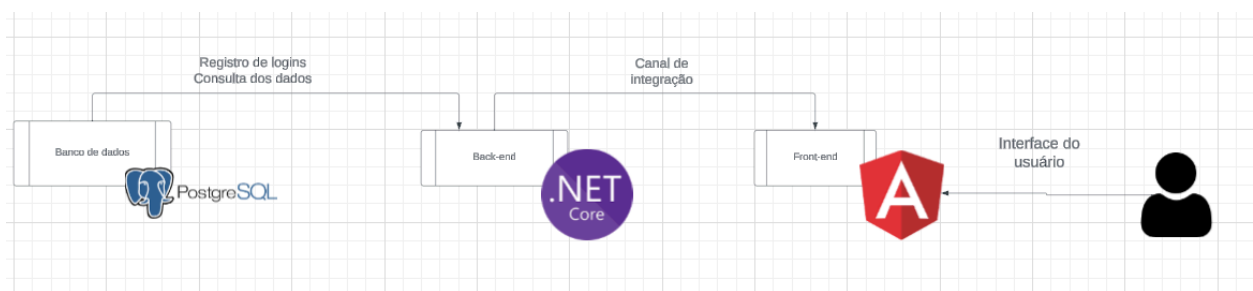 Registro de logins
Consulta dos dados
Canal de
integração
Banco de dados
PostgreSQL
Back-end
.NET
Core
Front-end
A
Interface do
usuário